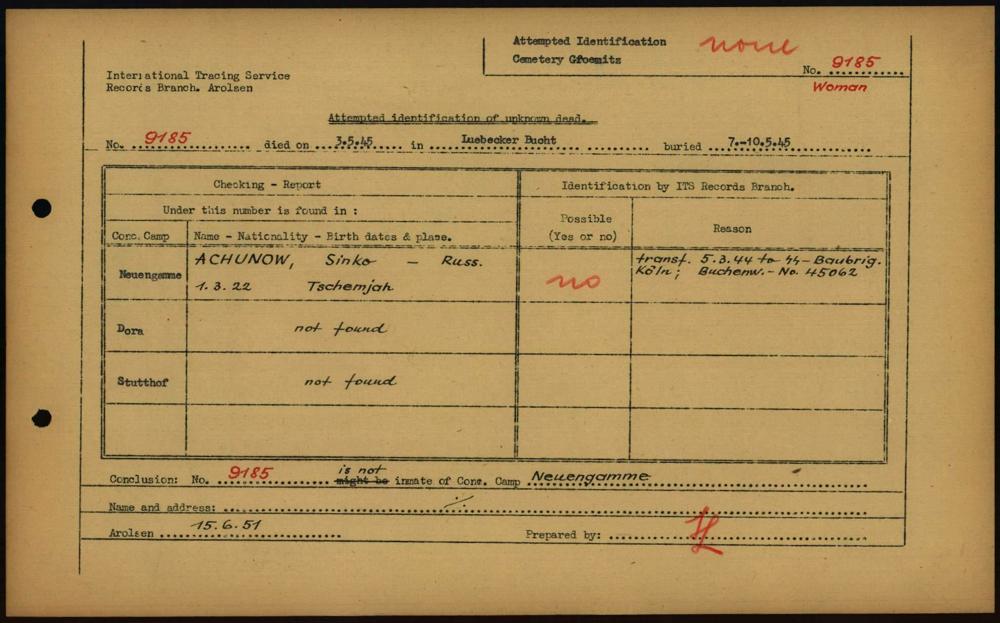 Attempted Identification none
Cemetery Groemitz
No. 9185
Woman
International Tracing Service
Records Branch. Arolsen
Attempted identification of unknown dead.
No. 9185 died on 3.5.45 in Luebecker Bucht buried 7.-10.5.45
Checking - Report
Identification by ITS Records Branch.
Under this number is found in :
Possible
(Yes or no)
Reason
Conc. Camp
Name - Nationality - Birth dates & place.
Neuengamme
ACHUNOW, Sinko - Russ.
1.3.22 Tschemjah
no
transf. 5.3.44 to SS-Baubrig.
Köln; Buchenw.-No. 45062
Dora
not found
Stutthof
not found
Conclusion: No. 9185 is not might be inmate of Conc. Camp Neuengamme
Name and address: ./.
Arolsen 15.6.51
Prepared by: